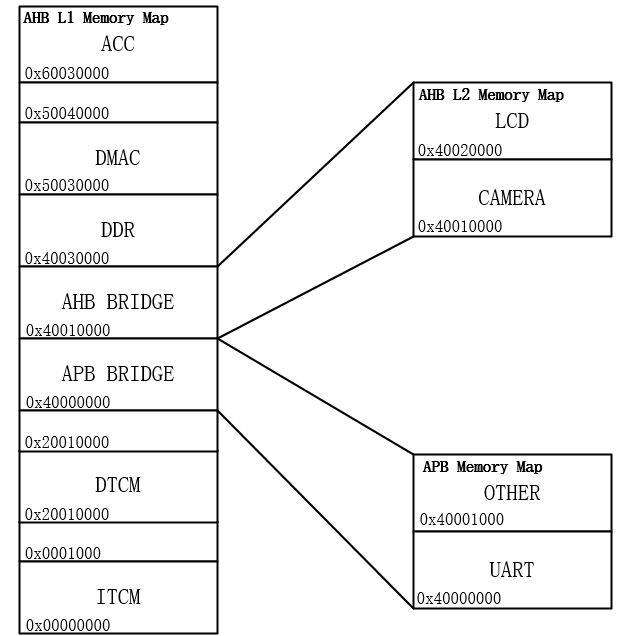 AHB L1 Memory Map
ACC
0x60030000
0x50040000
DMAC
0x50030000
DDR
0x40030000
AHB BRIDGE
0x40010000
APB BRIDGE
0x40000000
0x20010000
DTCM
0x20010000
0x0001000
ITCM
0x00000000
AHB L2 Memory Map
LCD
0x40020000
CAMERA
0x40010000
APB Memory Map
OTHER
0x40001000
UART
0x40000000